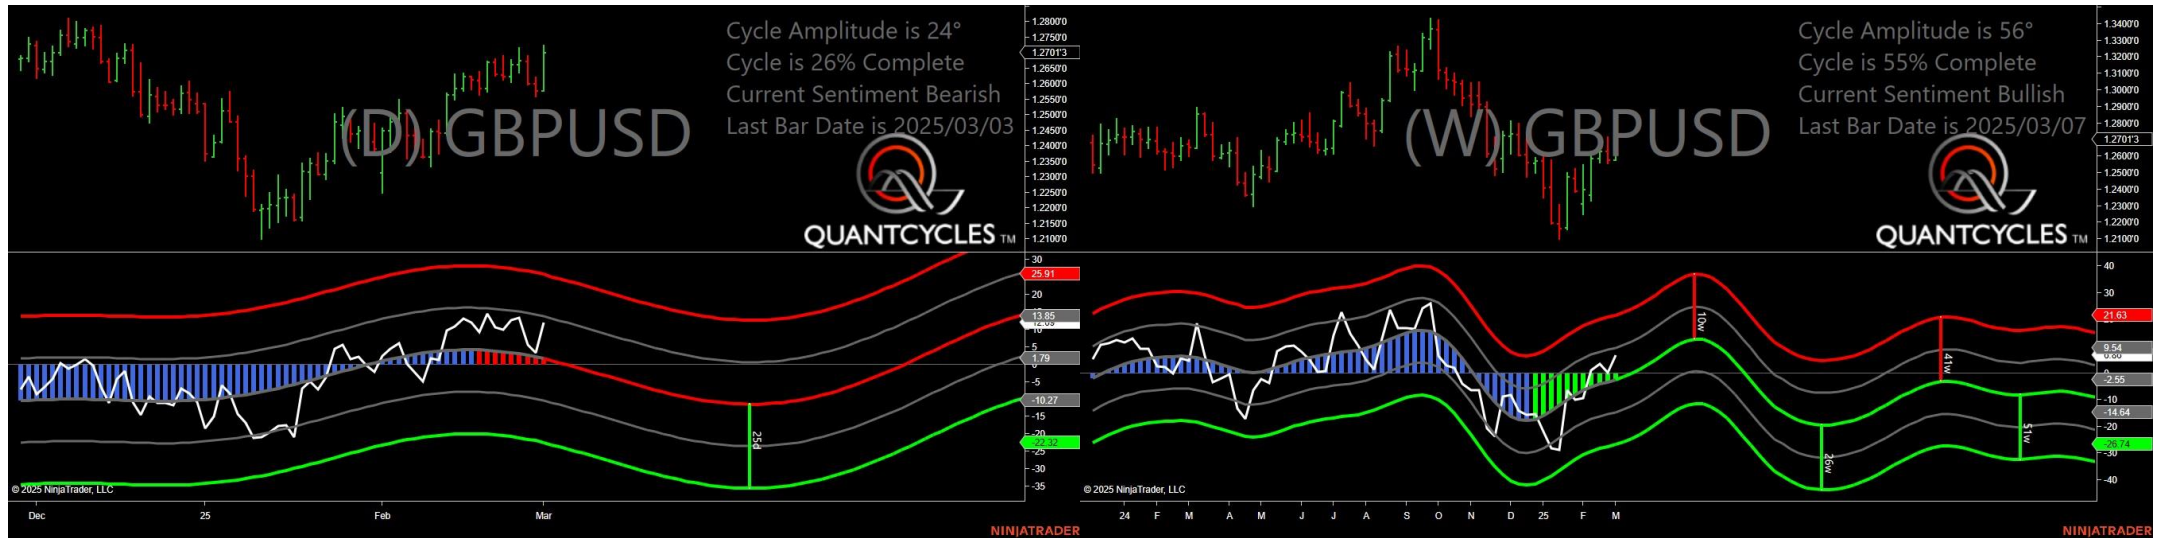 Cycle Amplitude is 24°
Cycle is 26% Complete
Current Sentiment Bearish
Last Bar Date is 2025/03/03
(D) GBPUSD
QUANTCYCLES TM
1.2800'0
1.2750'0
1.2701'3
1.2650'0
1.2600'0
1.2550'0
1.2500'0
1.2450'0
1.2400'0
1.2350'0
1.2300'0
1.2250'0
1.2200'0
1.2150'0
1.2100'0
30
25.91
20
13.85
10
5
1.79
0
-5
-10.27
-15
-20
-22.32
-25
-30
-35
25d
© 2025 NinjaTrader, LLC
Dec 25 Feb Mar
NINJATRADER
Cycle Amplitude is 56°
Cycle is 55% Complete
Current Sentiment Bullish
Last Bar Date is 2025/03/07
(W) GBPUSD
QUANTCYCLES TM
1.3400'0
1.3300'0
1.3200'0
1.3100'0
1.3000'0
1.2900'0
1.2800'0
1.2701'3
1.2600'0
1.2500'0
1.2400'0
1.2300'0
1.2200'0
1.2100'0
40
30
21.63
9.54
0
-2.55
-10
-14.64
-20
-26.74
-30
-40
10w
26w
41w
51w
© 2025 NinjaTrader, LLC
24 F M A M J J A S O N D 25 F M
NINJATRADER